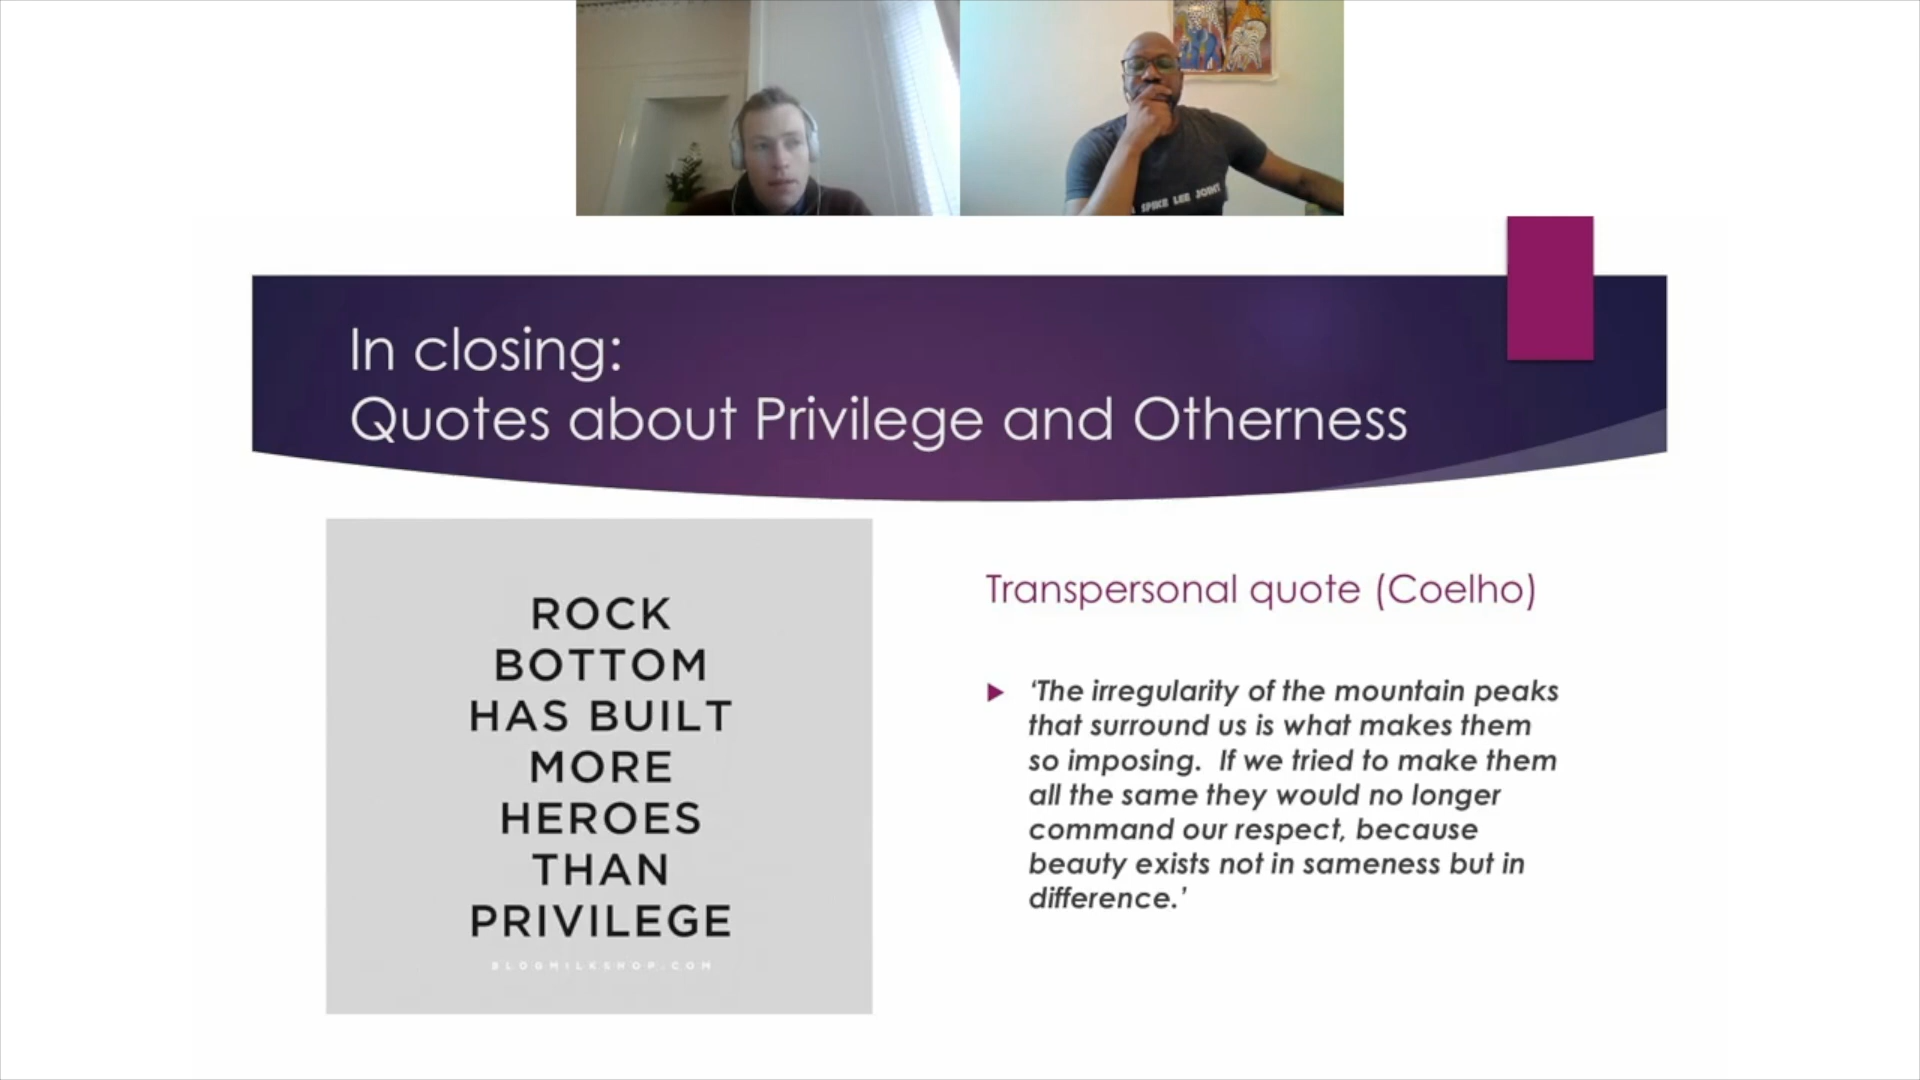 A SPIKE LEE JOINT
In closing:
Quotes about Privilege and Otherness
ROCK
BOTTOM
HAS BUILT
MORE
HEROES
THAN
PRIVILEGE
BLOGMILKSHOP.COM
Transpersonal quote (Coelho)
‘The irregularity of the mountain peaks
that surround us is what makes them
so imposing.  If we tried to make them
all the same they would no longer
command our respect, because
beauty exists not in sameness but in
difference.’